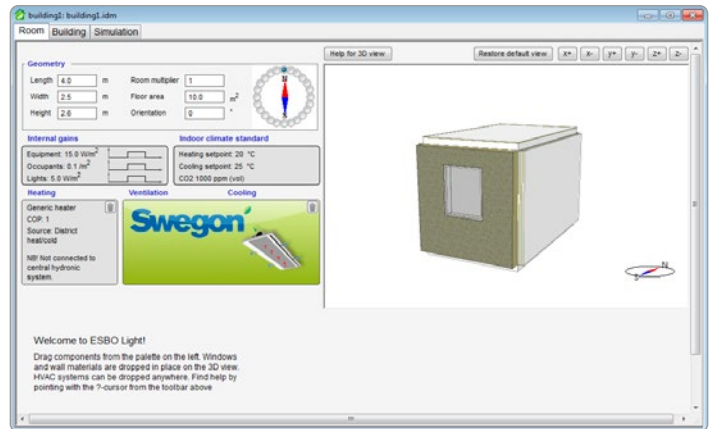 building1: building1.idm
Room Building Simulation
Help for 3D view Restore default view x+ x- y+ y- z+ z-
Geometry
Length 4.0 m Room multiplier 1
Width 2.5 m Floor area 10.0 m2
Height 2.6 m Orientation 0 °
N
S
Internal gains Indoor climate standard
Equipment: 15.0 W/m2 Heating setpoint: 20 °C
Occupants: 0.1 /m2 Cooling setpoint: 25 °C
Lights: 5.0 W/m2 CO2 1000 ppm (vol)
Heating Ventilation Cooling
Generic heater
COP: 1
Source: District
heat/cold
NB! Not connected to
central hydronic
system.
Swegon
N
S
Welcome to ESBO Light!
Drag components from the palette on the left. Windows
and wall materials are dropped in place on the 3D view.
HVAC systems can be dropped anywhere. Find help by
pointing with the ?-cursor from the toolbar above